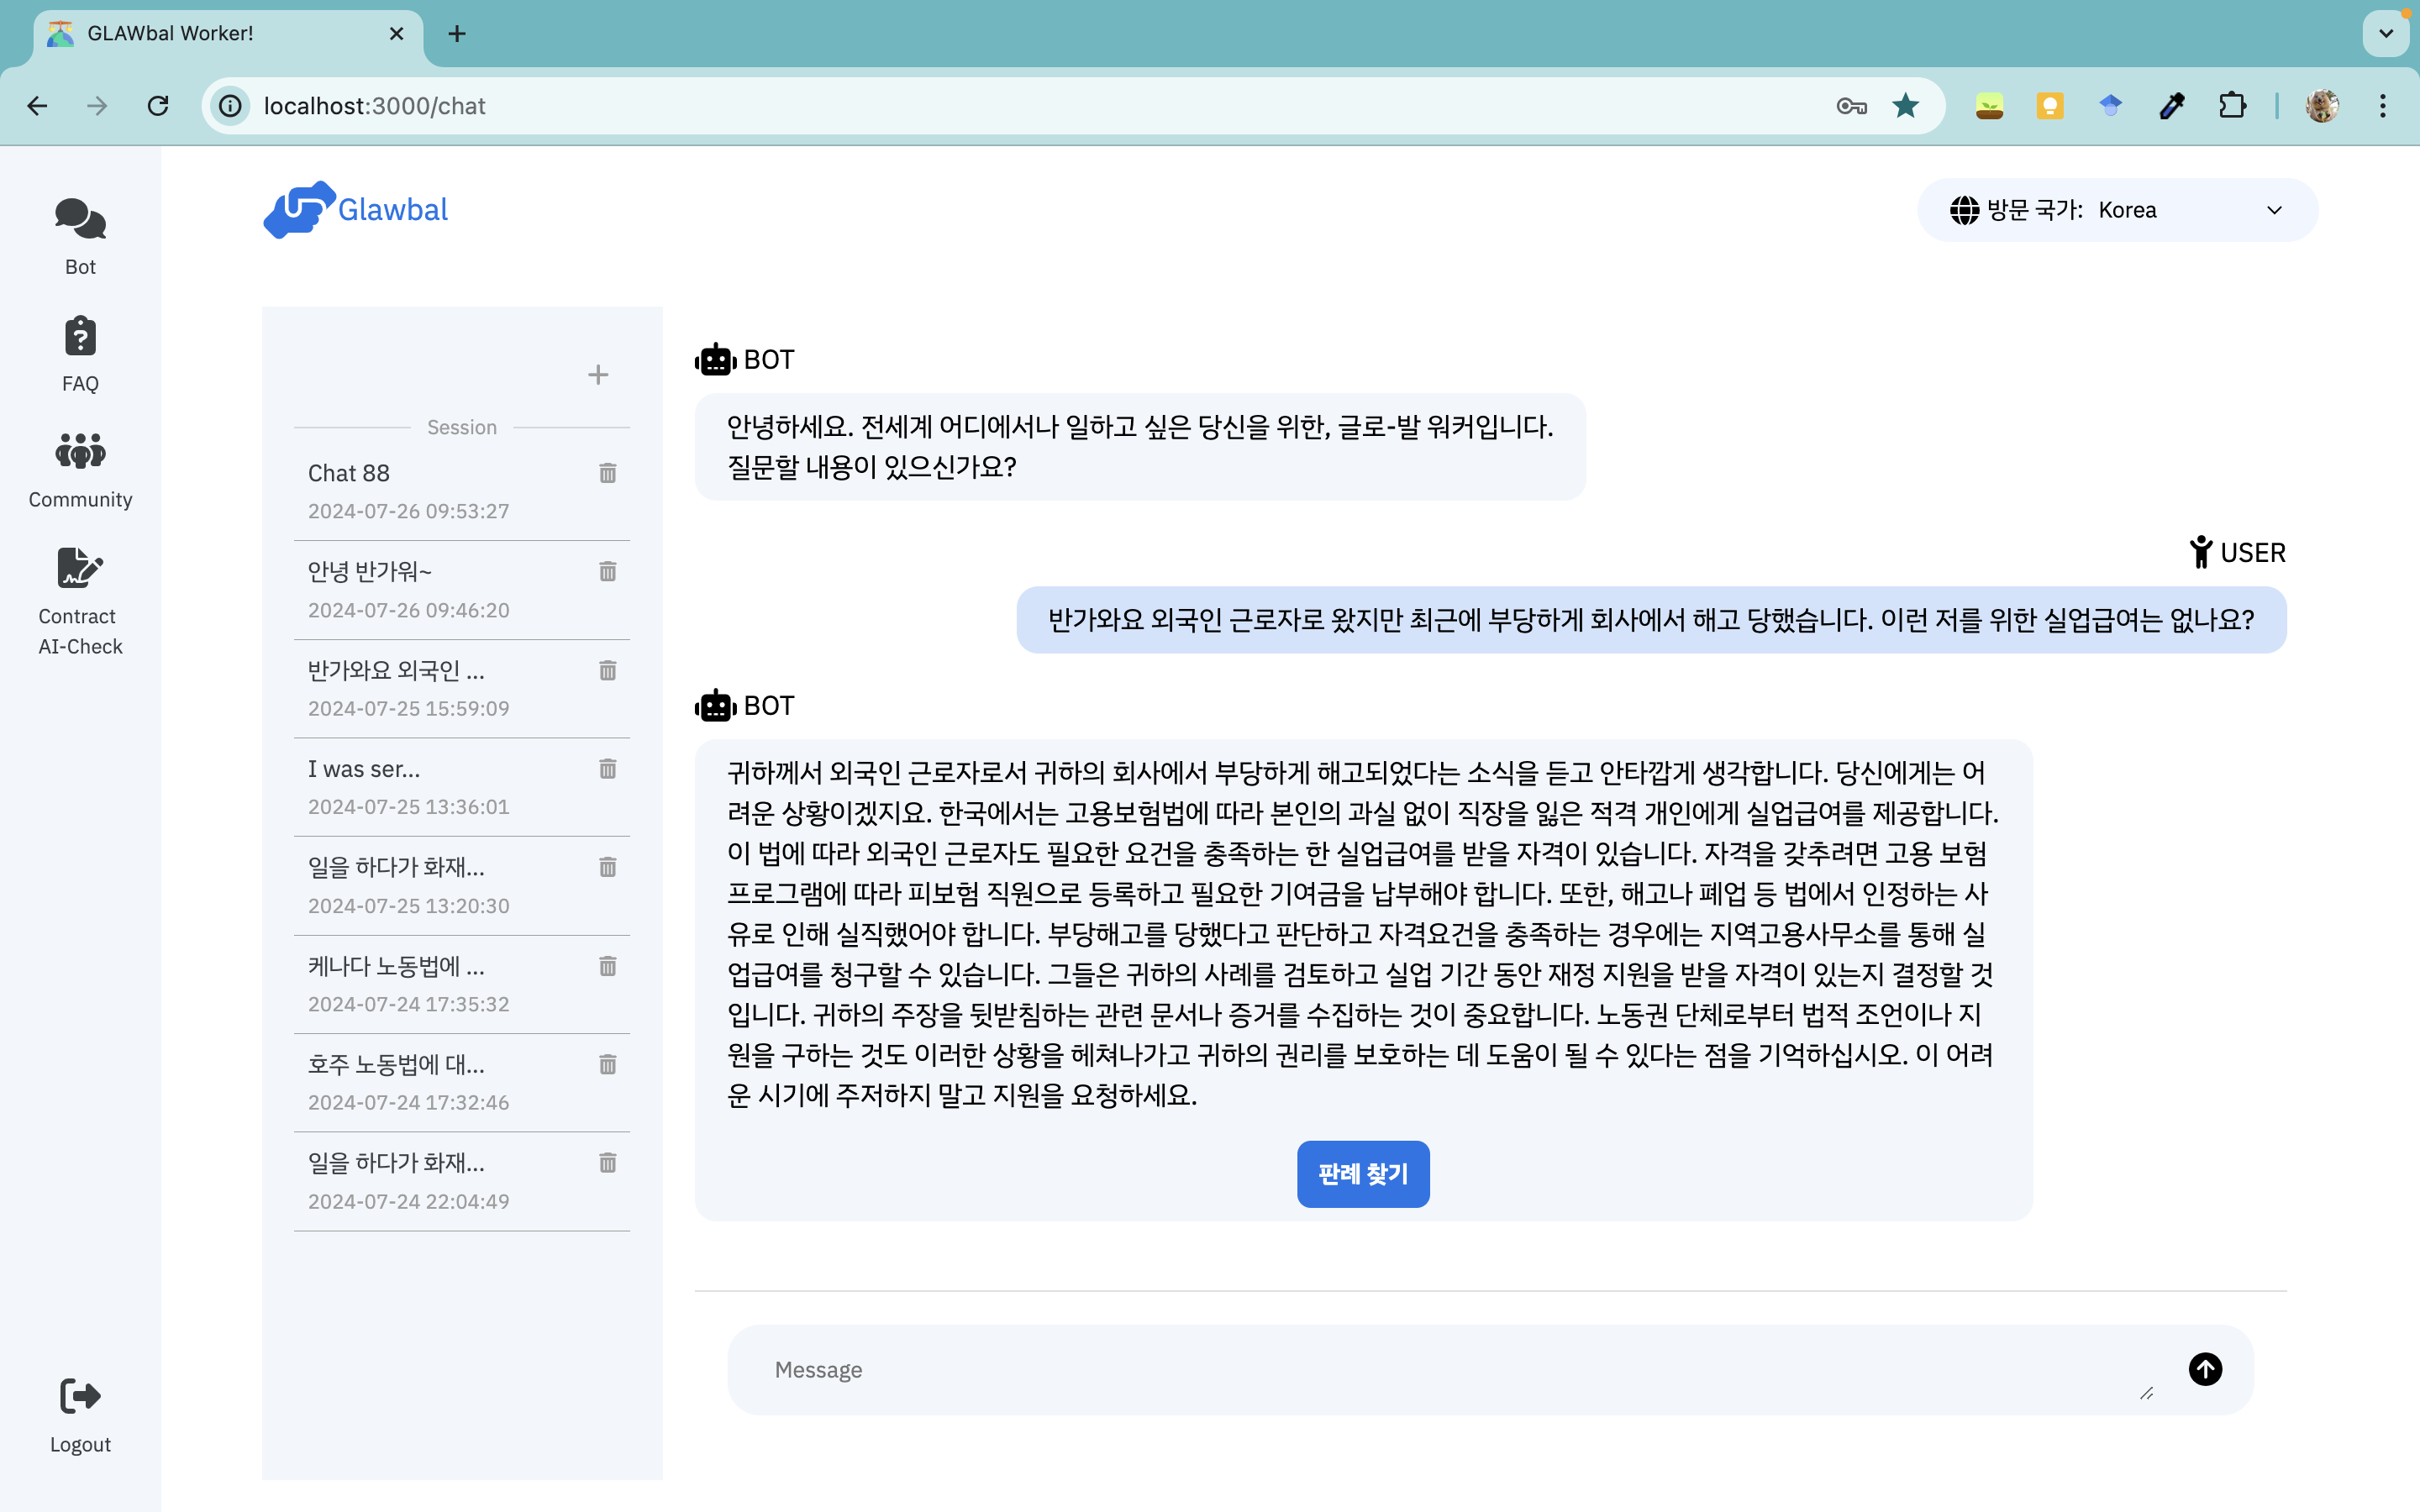 GLAWbal Worker!
localhost:3000/chat
Bot
FAQ
Community
Contract
AI-Check
Logout
Glawbal
방문 국가: Korea
Session
Chat 88
2024-07-26 09:53:27
안녕 반가워~
2024-07-26 09:46:20
반가와요 외국인 ...
2024-07-25 15:59:09
I was ser...
2024-07-25 13:36:01
일을 하다가 화재...
2024-07-25 13:20:30
케나다 노동법에 ...
2024-07-24 17:35:32
호주 노동법에 대...
2024-07-24 17:32:46
일을 하다가 화재...
2024-07-24 22:04:49
BOT
안녕하세요. 전세계 어디에서나 일하고 싶은 당신을 위한, 글로-발 워커입니다.
질문할 내용이 있으신가요?
USER
반가와요 외국인 근로자로 왔지만 최근에 부당하게 회사에서 해고 당했습니다. 이런 저를 위한 실업급여는 없나요?
BOT
귀하께서 외국인 근로자로서 귀하의 회사에서 부당하게 해고되었다는 소식을 듣고 안타깝게 생각합니다. 당신에게는 어
려운 상황이겠지요. 한국에서는 고용보험법에 따라 본인의 과실 없이 직장을 잃은 적격 개인에게 실업급여를 제공합니다.
이 법에 따라 외국인 근로자도 필요한 요건을 충족하는 한 실업급여를 받을 자격이 있습니다. 자격을 갖추려면 고용 보험
프로그램에 따라 피보험 직원으로 등록하고 필요한 기여금을 납부해야 합니다. 또한, 해고나 폐업 등 법에서 인정하는 사
유로 인해 실직했어야 합니다. 부당해고를 당했다고 판단하고 자격요건을 충족하는 경우에는 지역고용사무소를 통해 실
업급여를 청구할 수 있습니다. 그들은 귀하의 사례를 검토하고 실업 기간 동안 재정 지원을 받을 자격이 있는지 결정할 것
입니다. 귀하의 주장을 뒷받침하는 관련 문서나 증거를 수집하는 것이 중요합니다. 노동권 단체로부터 법적 조언이나 지
원을 구하는 것도 이러한 상황을 헤쳐나가고 귀하의 권리를 보호하는 데 도움이 될 수 있다는 점을 기억하십시오. 이 어려
운 시기에 주저하지 말고 지원을 요청하세요.
판례 찾기
Message